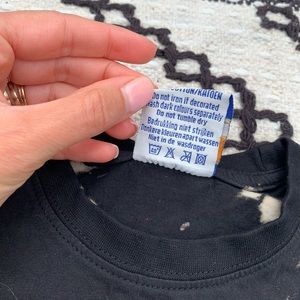 COTTON/KATOEN
Do not iron if decorated
Wash dark colours separately
Do not tumble dry
Bedrukking niet strijken
Donkere kleuren apart wassen
Niet in de wasdroger